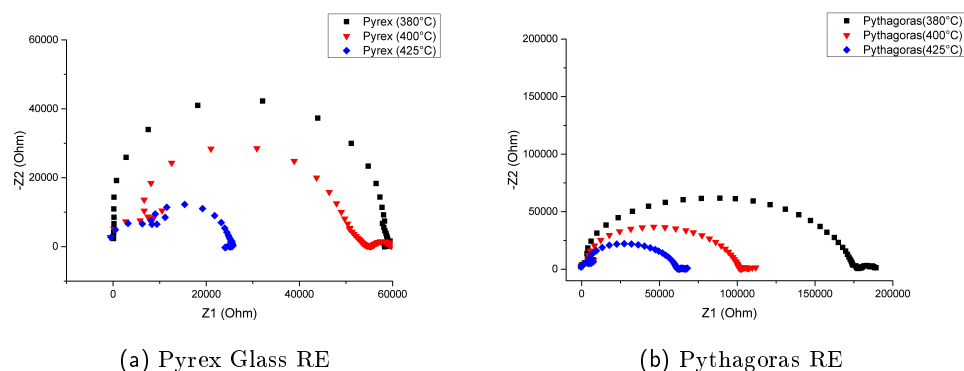 Pyrex (380°C)
Pyrex (400°C)
Pyrex (425°C)
60000
40000
20000
0
-Z2 (Ohm)
0 20000 40000 60000
Z1 (Ohm)
(a) Pyrex Glass RE
Pythagoras(380°C)
Pythagoras(400°C)
Pythagoras(425°C)
200000
150000
100000
50000
0
-Z2 (Ohm)
0 50000 100000 150000 200000
Z1 (Ohm)
(b) Pythagoras RE